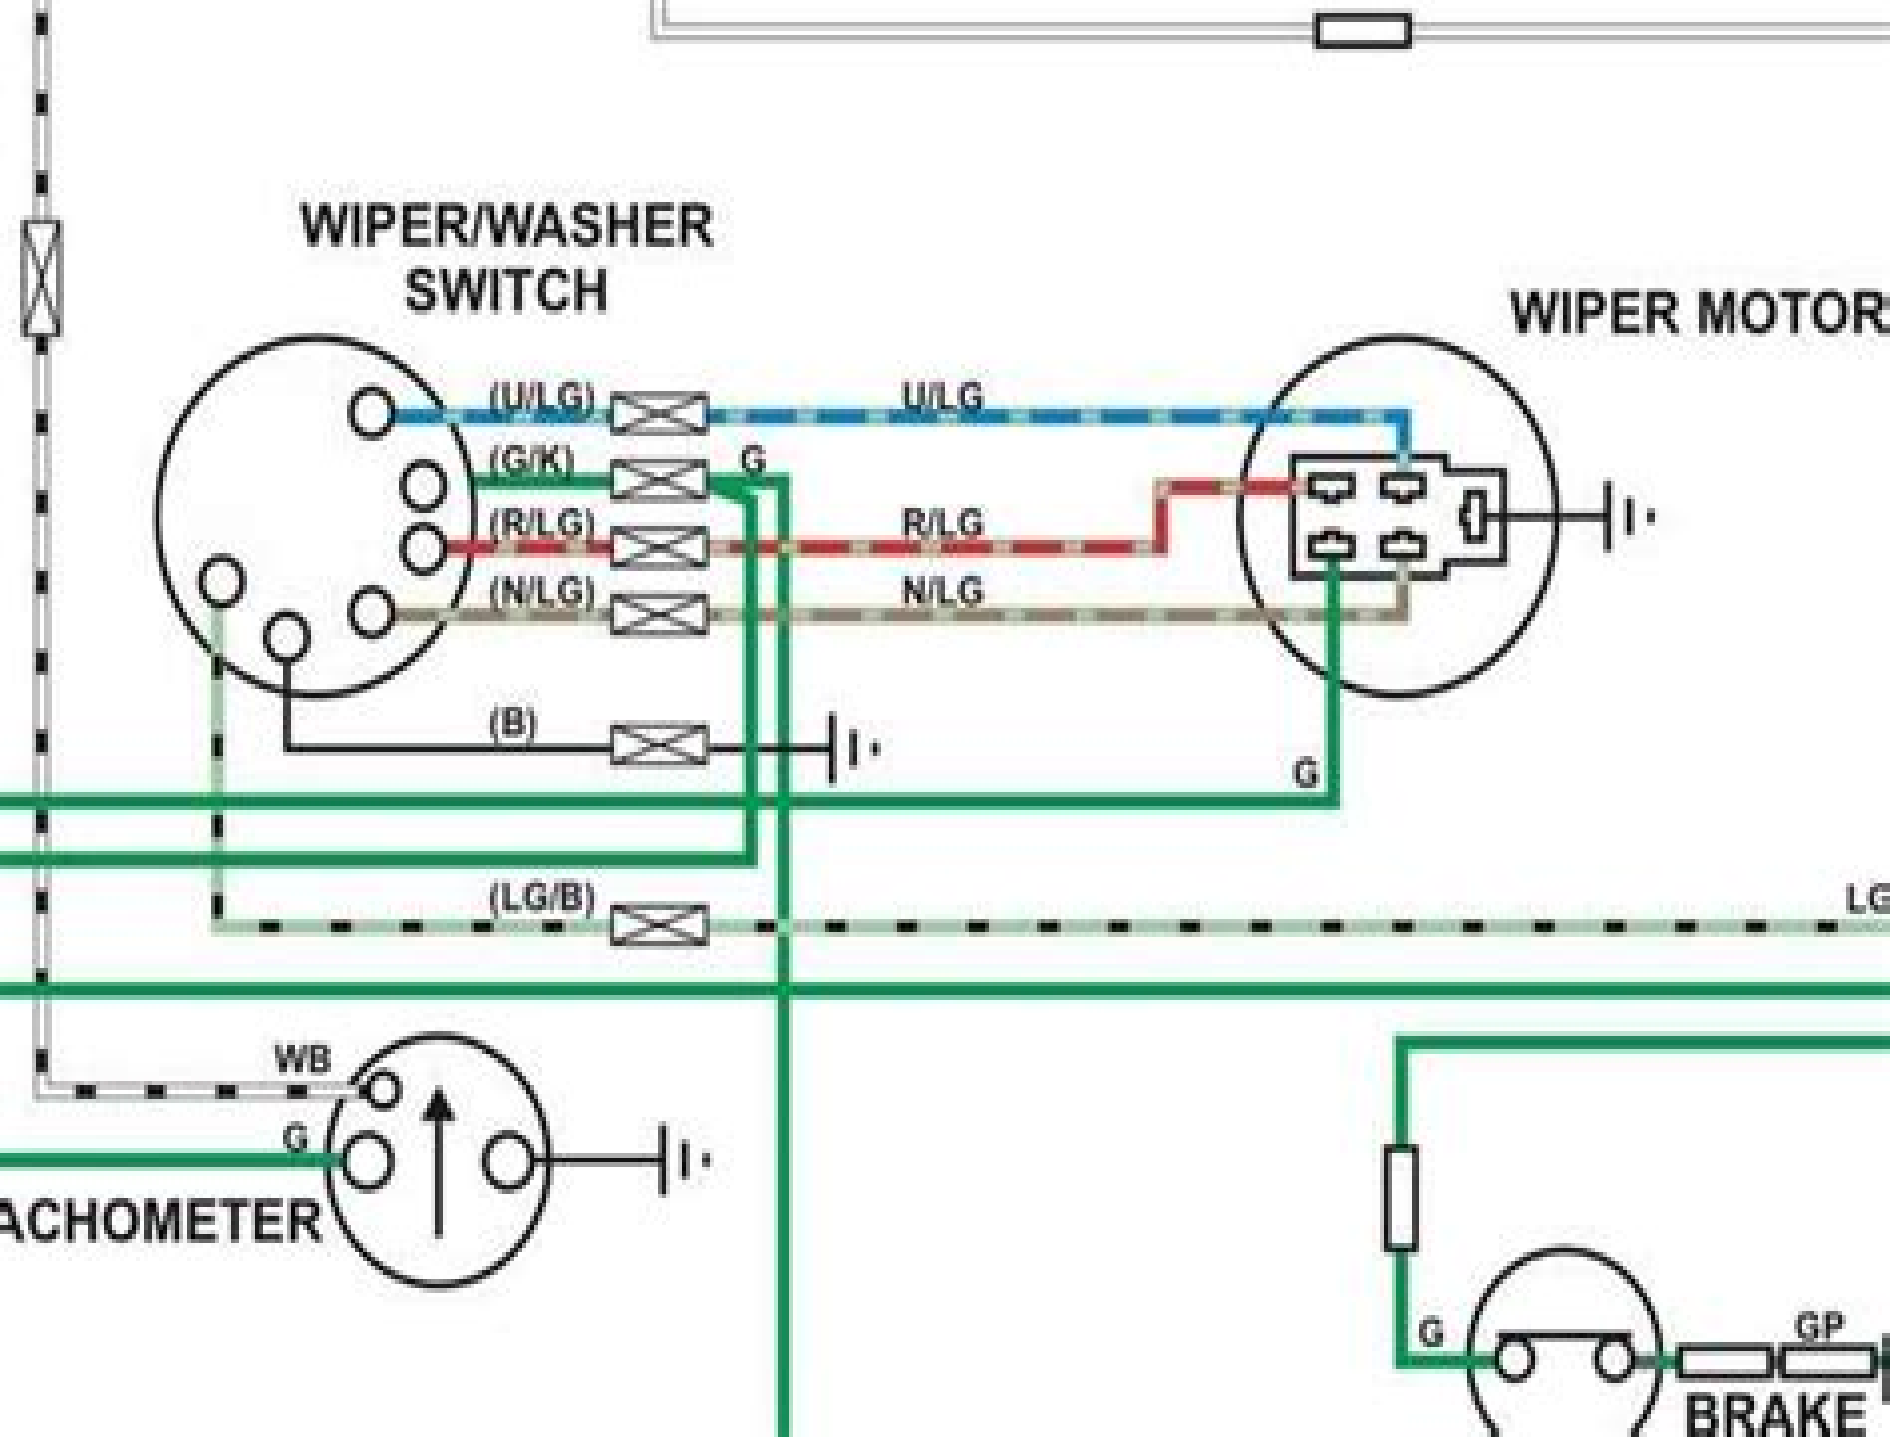 WIPER/WASHER
SWITCH
WIPER MOTOR
(U/LG)
U/LG
(G/K)
G
(R/LG)
R/LG
(N/LG)
N/LG
(B)
G
(LG/B)
LG
WB
G
ACHOMETER
G
GP
BRAKE